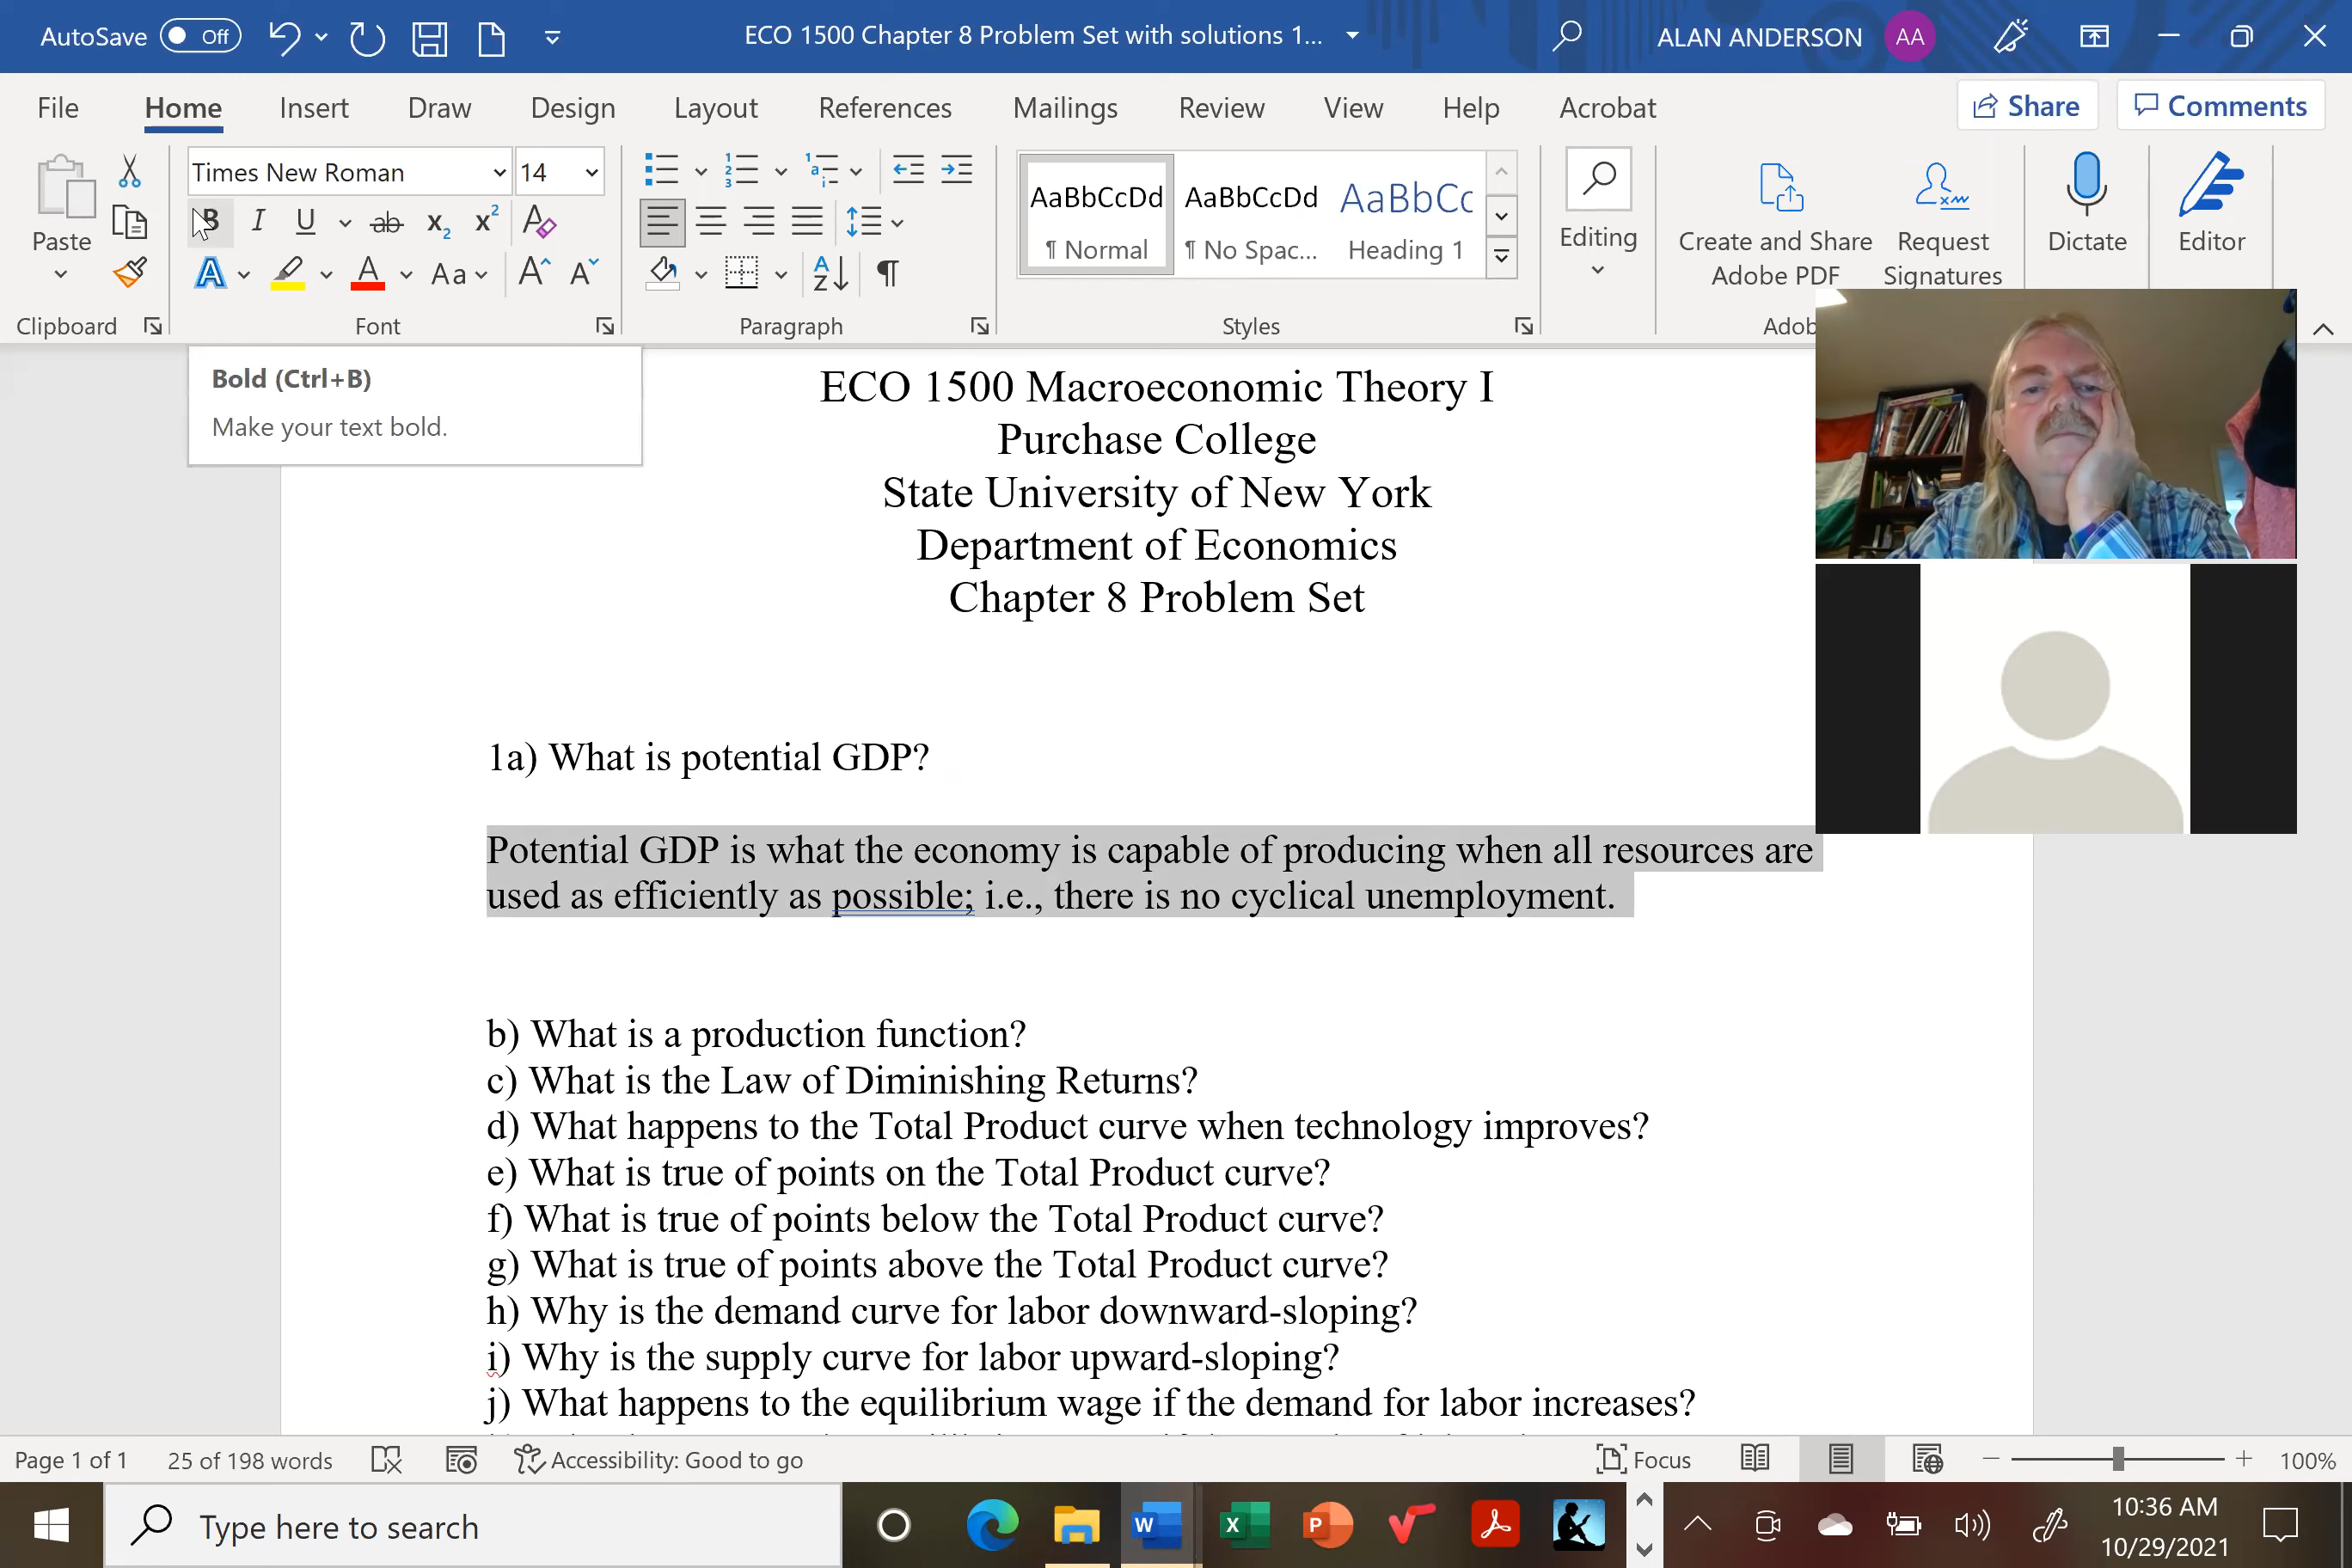 AutoSave Off ECO 1500 Chapter 8 Problem Set with solutions 1... ALAN ANDERSON AA
File Home Insert Draw Design Layout References Mailings Review View Help Acrobat Share Comments
Times New Roman 14
Paste
B I U ab x2 x2 A
A A Aa A A
AaBbCcDd AaBbCcDd AaBbCc
¶ Normal ¶ No Spac... Heading 1
Editing
Create and Share Adobe PDF
Request Signatures
Dictate
Editor
Clipboard Font Paragraph Styles
Bold (Ctrl+B)
Make your text bold.
ECO 1500 Macroeconomic Theory I
Purchase College
State University of New York
Department of Economics
Chapter 8 Problem Set
1a) What is potential GDP?
Potential GDP is what the economy is capable of producing when all resources are
used as efficiently as possible; i.e., there is no cyclical unemployment.
b) What is a production function?
c) What is the Law of Diminishing Returns?
d) What happens to the Total Product curve when technology improves?
e) What is true of points on the Total Product curve?
f) What is true of points below the Total Product curve?
g) What is true of points above the Total Product curve?
h) Why is the demand curve for labor downward-sloping?
i) Why is the supply curve for labor upward-sloping?
j) What happens to the equilibrium wage if the demand for labor increases?
Page 1 of 1 25 of 198 words Accessibility: Good to go Focus 100%
Type here to search
10:36 AM
10/29/2021